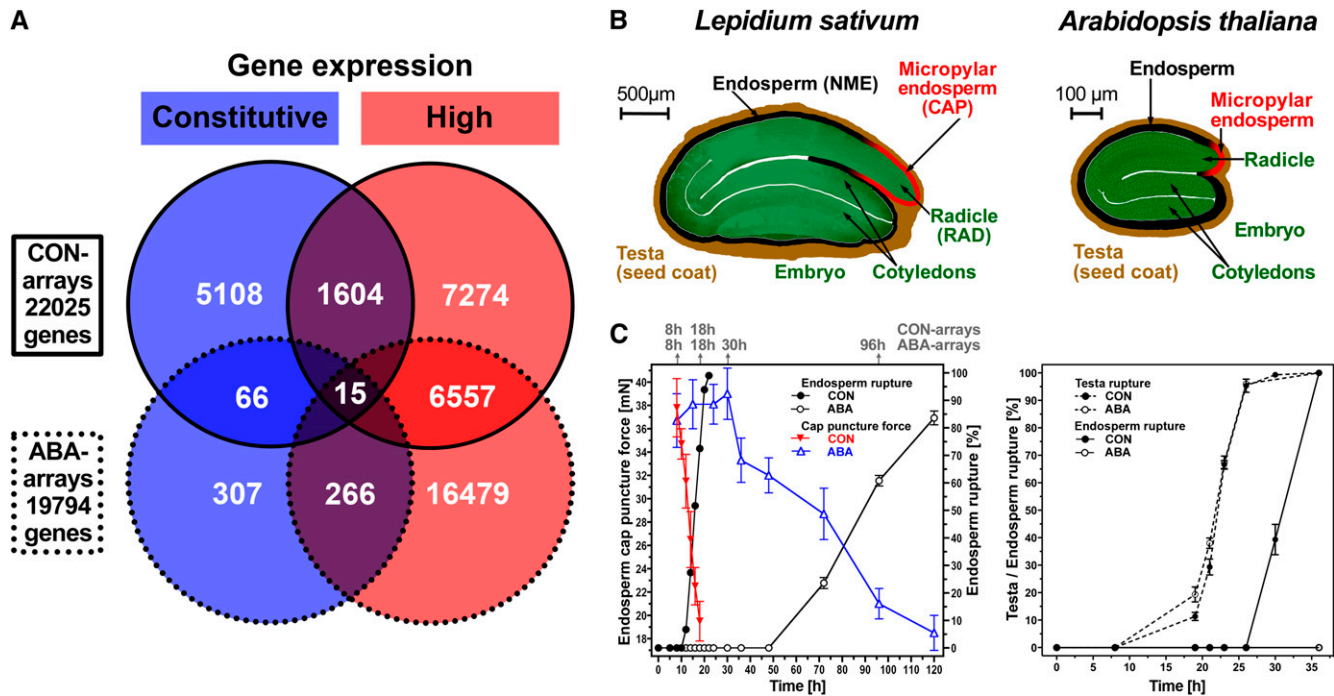 A
Gene expression
Constitutive
High
CON-
arrays
22025
genes
5108
1604
7274
66
15
6557
ABA-
arrays
19794
genes
307
266
16479
B
Lepidium sativum
Arabidopsis thaliana
500µm
Endosperm (NME)
Micropylar
endosperm
(CAP)
Radicle
(RAD)
Testa
(seed coat)
Embryo
Cotyledons
Endosperm
100 µm
Micropylar
endosperm
Radicle
Embryo
Testa
(seed coat)
Cotyledons
C
8h 18h CON-arrays
8h 18h 30h 96h ABA-arrays
Endosperm cap puncture force [mN]
40
38
36
34
32
30
28
26
24
22
20
18
Endosperm rupture
CON
ABA
Cap puncture force
CON
ABA
100
90
80
70
60
50
40
30
20
10
0
Endosperm rupture [%]
0 10 20 30 40 50 60 70 80 90 100 110 120
Time [h]
Testa / Endosperm rupture [%]
100
90
80
70
60
50
40
30
20
10
0
Testa rupture
CON
ABA
Endosperm rupture
CON
ABA
0 5 10 15 20 25 30 35
Time [h]